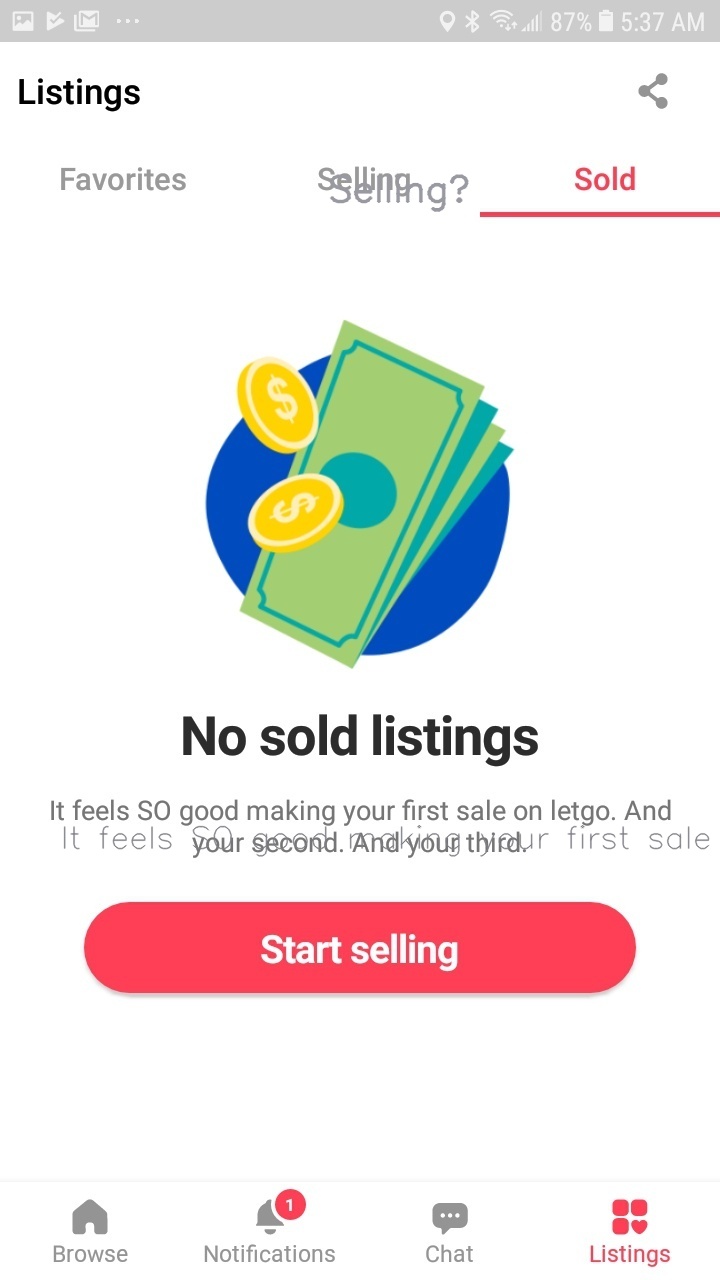 87% 5:37 AM
Listings
Favorites Selling Sold
Selling?
$
$
No sold listings
It feels SO good making your first sale on letgo. And
your second. And your third.
It feels SO good making your first sale
Start selling
1
Browse Notifications Chat Listings